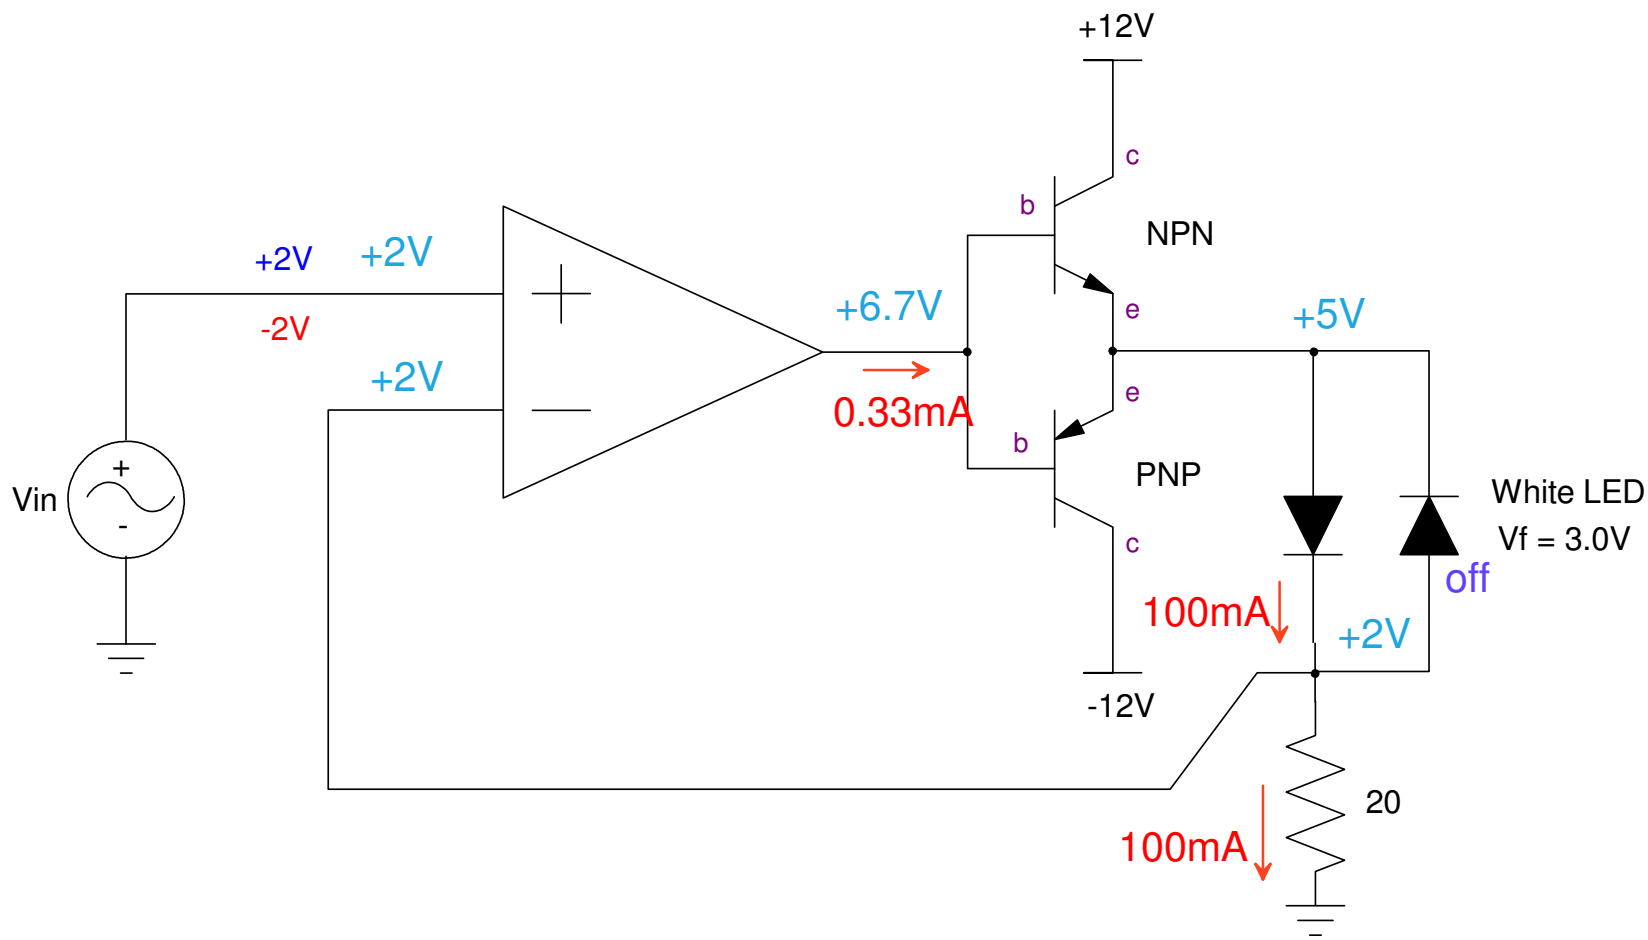 +12V
c
b
NPN
+2V
+2V
-2V
+
e
+6.7V
+5V
0.33mA
+2V
−
e
b
PNP
c
Vin
+
-
White LED
Vf = 3.0V
off
100mA
+2V
-12V
20
100mA